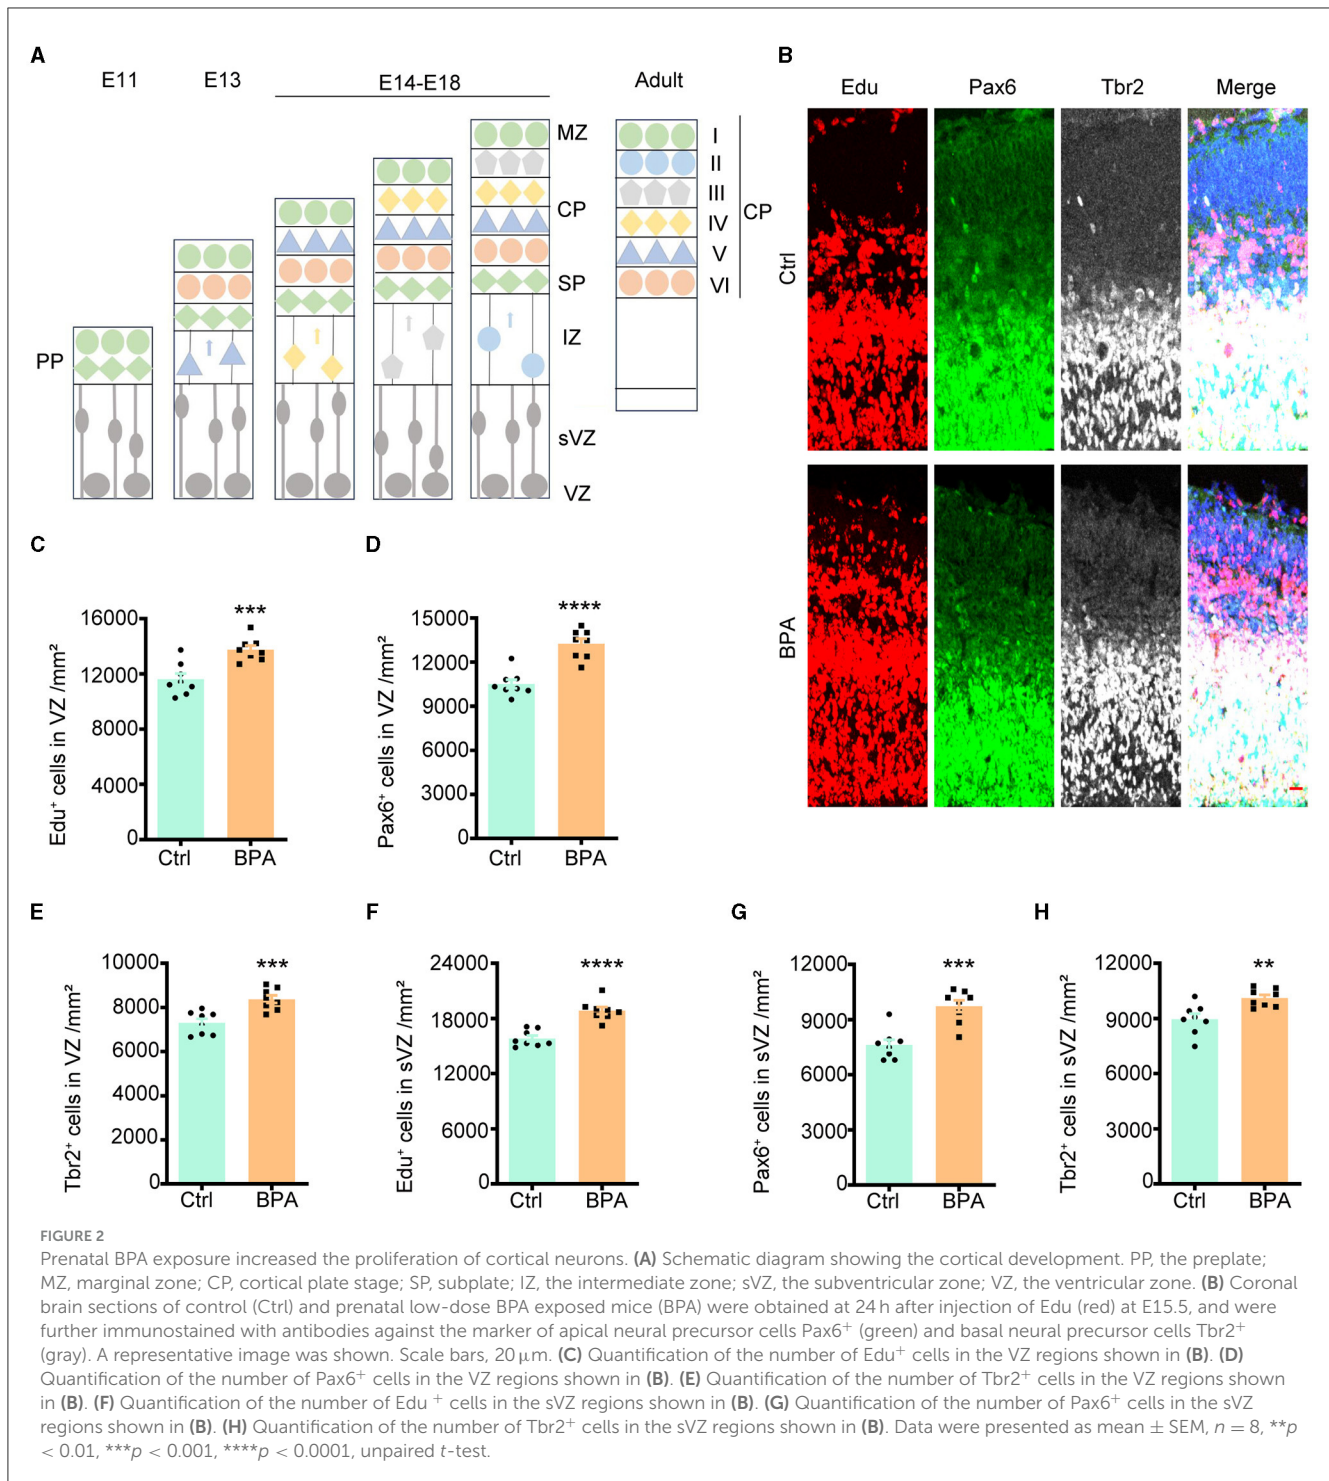 A
E11
E13
E14-E18
Adult
MZ
CP
SP
IZ
sVZ
VZ
PP
I
II
III
IV
V
VI
CP
B
Edu
Pax6
Tbr2
Merge
Ctrl
BPA
C
Edu⁺ cells in VZ /mm²
16000
12000
8000
4000
0
***
Ctrl
BPA
D
Pax6⁺ cells in VZ /mm²
15000
12000
9000
6000
3000
0
****
Ctrl
BPA
E
Tbr2⁺ cells in VZ /mm²
10000
8000
6000
4000
2000
0
***
Ctrl
BPA
F
Edu⁺ cells in sVZ /mm²
24000
18000
12000
6000
0
****
Ctrl
BPA
G
Pax6⁺ cells in sVZ /mm²
12000
9000
6000
3000
0
***
Ctrl
BPA
H
Tbr2⁺ cells in sVZ /mm²
12000
9000
6000
3000
0
**
Ctrl
BPA
FIGURE 2
Prenatal BPA exposure increased the proliferation of cortical neurons. (A) Schematic diagram showing the cortical development. PP, the preplate;
MZ, marginal zone; CP, cortical plate stage; SP, subplate; IZ, the intermediate zone; sVZ, the subventricular zone; VZ, the ventricular zone. (B) Coronal
brain sections of control (Ctrl) and prenatal low-dose BPA exposed mice (BPA) were obtained at 24 h after injection of Edu (red) at E15.5, and were
further immunostained with antibodies against the marker of apical neural precursor cells Pax6⁺ (green) and basal neural precursor cells Tbr2⁺
(gray). A representative image was shown. Scale bars, 20 μm. (C) Quantification of the number of Edu⁺ cells in the VZ regions shown in (B). (D)
Quantification of the number of Pax6⁺ cells in the VZ regions shown in (B). (E) Quantification of the number of Tbr2⁺ cells in the VZ regions shown
in (B). (F) Quantification of the number of Edu ⁺ cells in the sVZ regions shown in (B). (G) Quantification of the number of Pax6⁺ cells in the sVZ
regions shown in (B). (H) Quantification of the number of Tbr2⁺ cells in the sVZ regions shown in (B). Data were presented as mean ± SEM, n = 8, **p
< 0.01, ***p < 0.001, ****p < 0.0001, unpaired t-test.